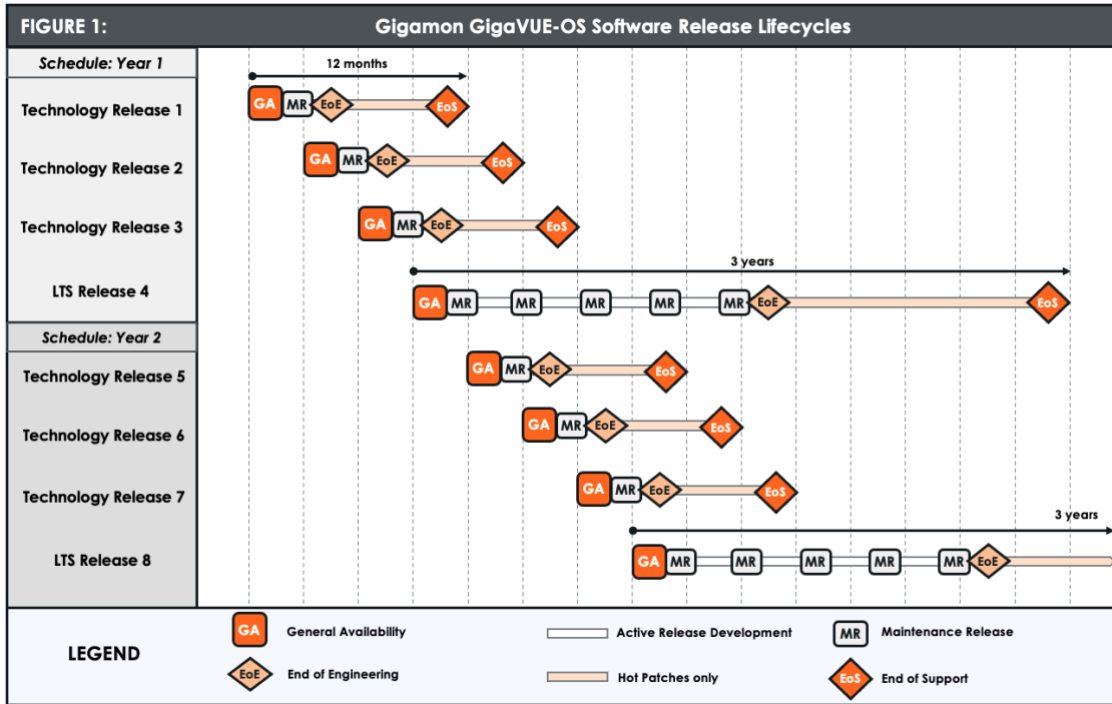 FIGURE 1: Gigamon GigaVUE-OS Software Release Lifecycles
Schedule: Year 1
12 months
Technology Release 1
GA MR EoE EoS
Technology Release 2
GA MR EoE EoS
Technology Release 3
GA MR EoE EoS
3 years
LTS Release 4
GA MR MR MR MR MR EoE EoS
Schedule: Year 2
Technology Release 5
GA MR EoE EoS
Technology Release 6
GA MR EoE EoS
Technology Release 7
GA MR EoE EoS
3 years
LTS Release 8
GA MR MR MR MR MR EoE
LEGEND
GA General Availability
Active Release Development
MR Maintenance Release
EoE End of Engineering
Hot Patches only
EoS End of Support